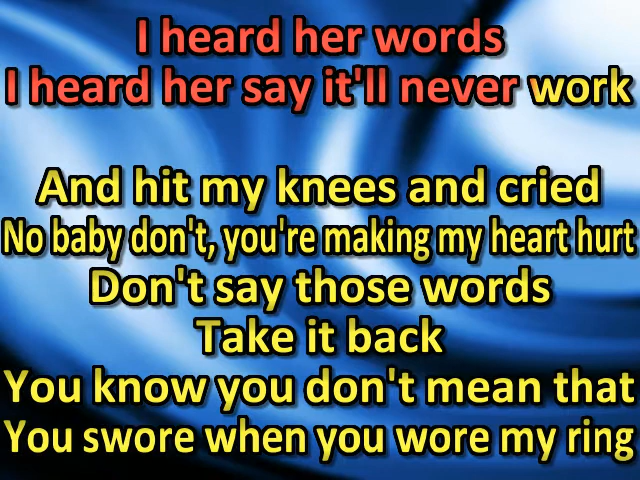 I heard her words
I heard her say it'll never work
And hit my knees and cried
No baby don't, you're making my heart hurt
Don't say those words
Take it back
You know you don't mean that
You swore when you wore my ring